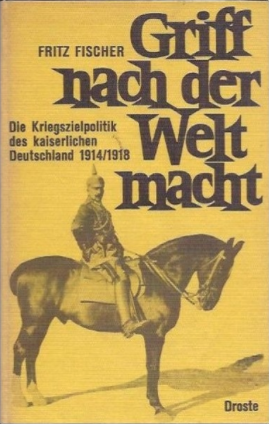 FRITZ FISCHER
Griff
nach der
Welt
macht
Die Kriegszielpolitik
des kaiserlichen
Deutschland 1914/1918
Droste